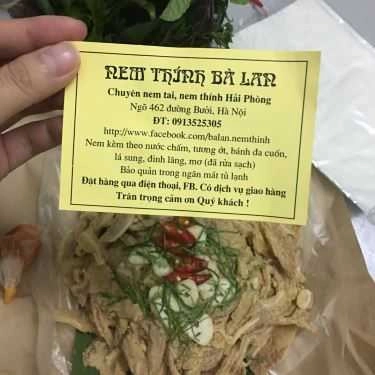 NEM THÍNH BÀ LAN
Chuyên nem tai, nem thính Hải Phòng
Ngõ 462 đường Bưởi, Hà Nội
ĐT: 0913525305
http://www.facebook.com/balan.nemthinh
Nem kèm theo nước chấm, tương ớt, bánh đa cuốn,
lá sung, đinh lăng, mơ (đã rửa sạch)
Bảo quản trong ngăn mát tủ lạnh
Đặt hàng qua điện thoại, FB. Có dịch vụ giao hàng
Trân trọng cảm ơn Quý khách !